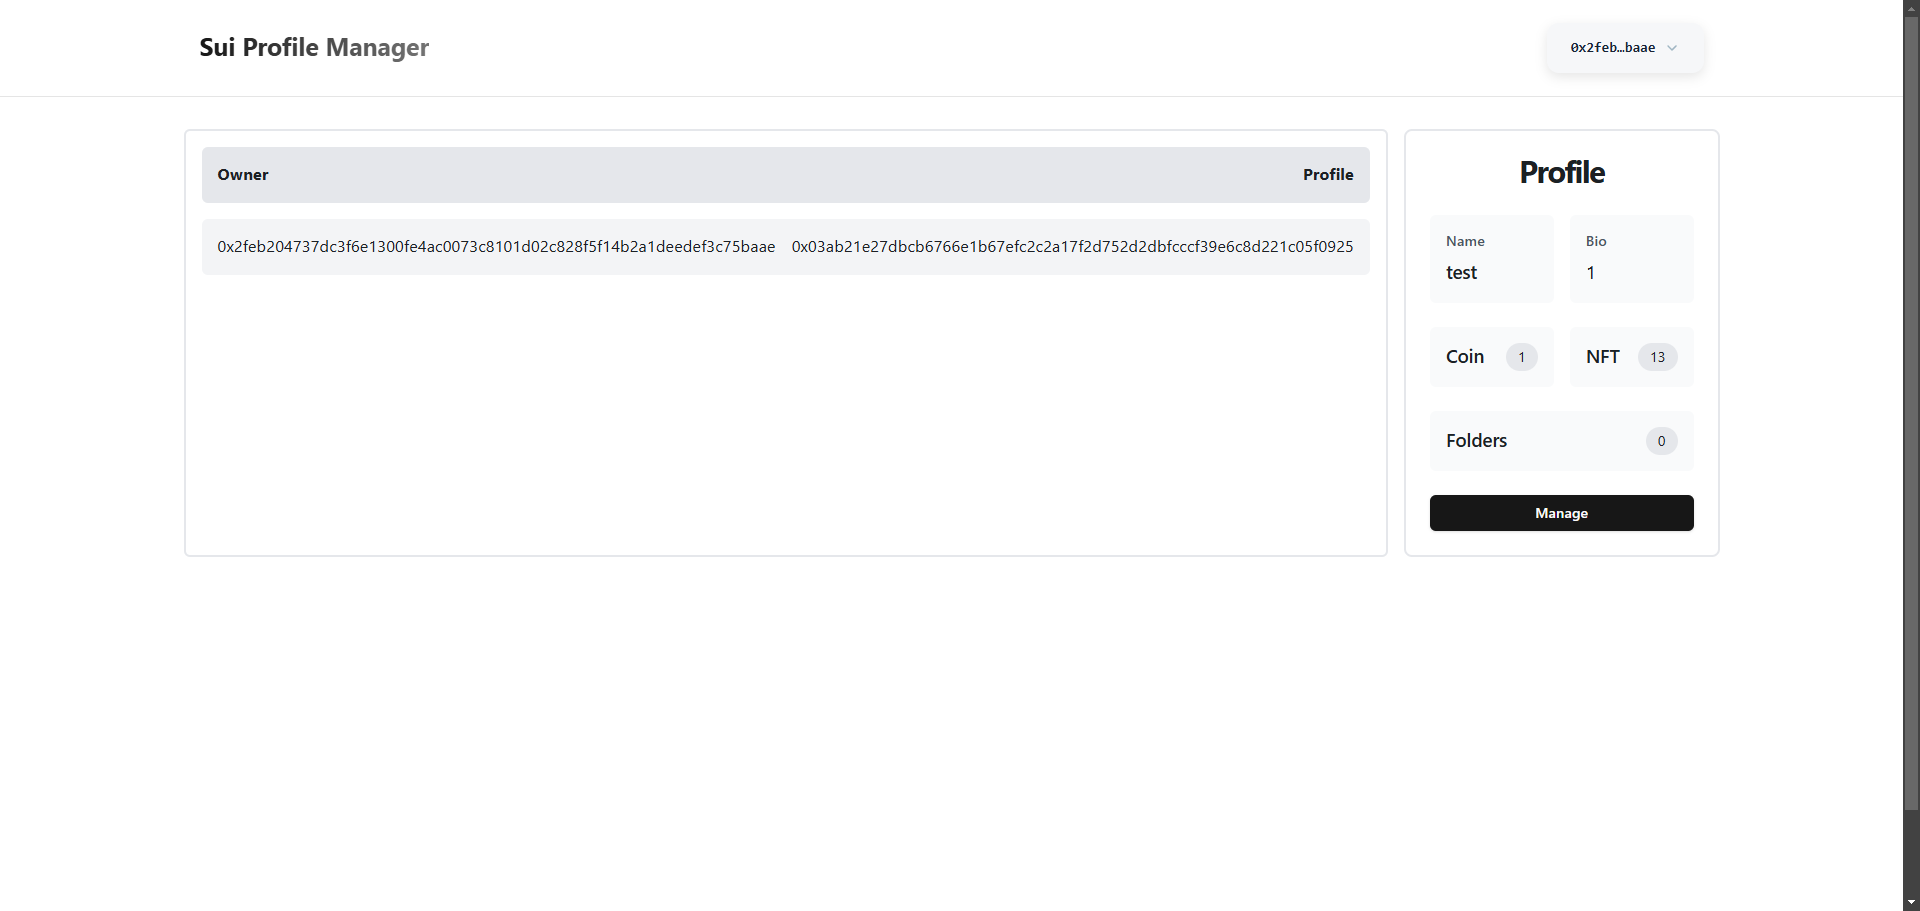 Sui Profile Manager
0x2feb…baae
Owner
Profile
0x2feb204737dc3f6e1300fe4ac0073c8101d02c828f5f14b2a1deedef3c75baae
0x03ab21e27dbcb6766e1b67efc2c2a17f2d752d2dbfcccf39e6c8d221c05f0925
Profile
Name
Bio
test
1
Coin 1
NFT 13
Folders 0
Manage